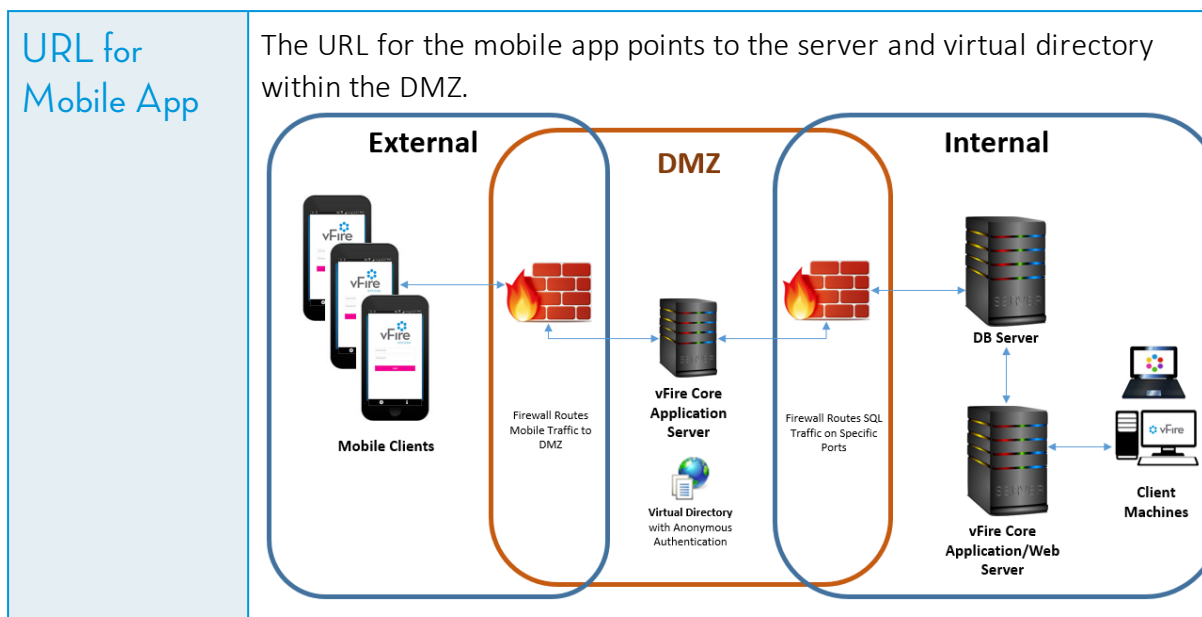 URL for
Mobile App
The URL for the mobile app points to the server and virtual directory
within the DMZ.
External
DMZ
Internal
vFire
vFire
vFire
Mobile Clients
Firewall Routes
Mobile Traffic to
DMZ
vFire Core
Application
Server
Virtual Directory
with Anonymous
Authentication
Firewall Routes SQL
Traffic on Specific
Ports
SERVER
DB Server
SERVER
vFire Core
Application/Web
Server
vFire
Client
Machines